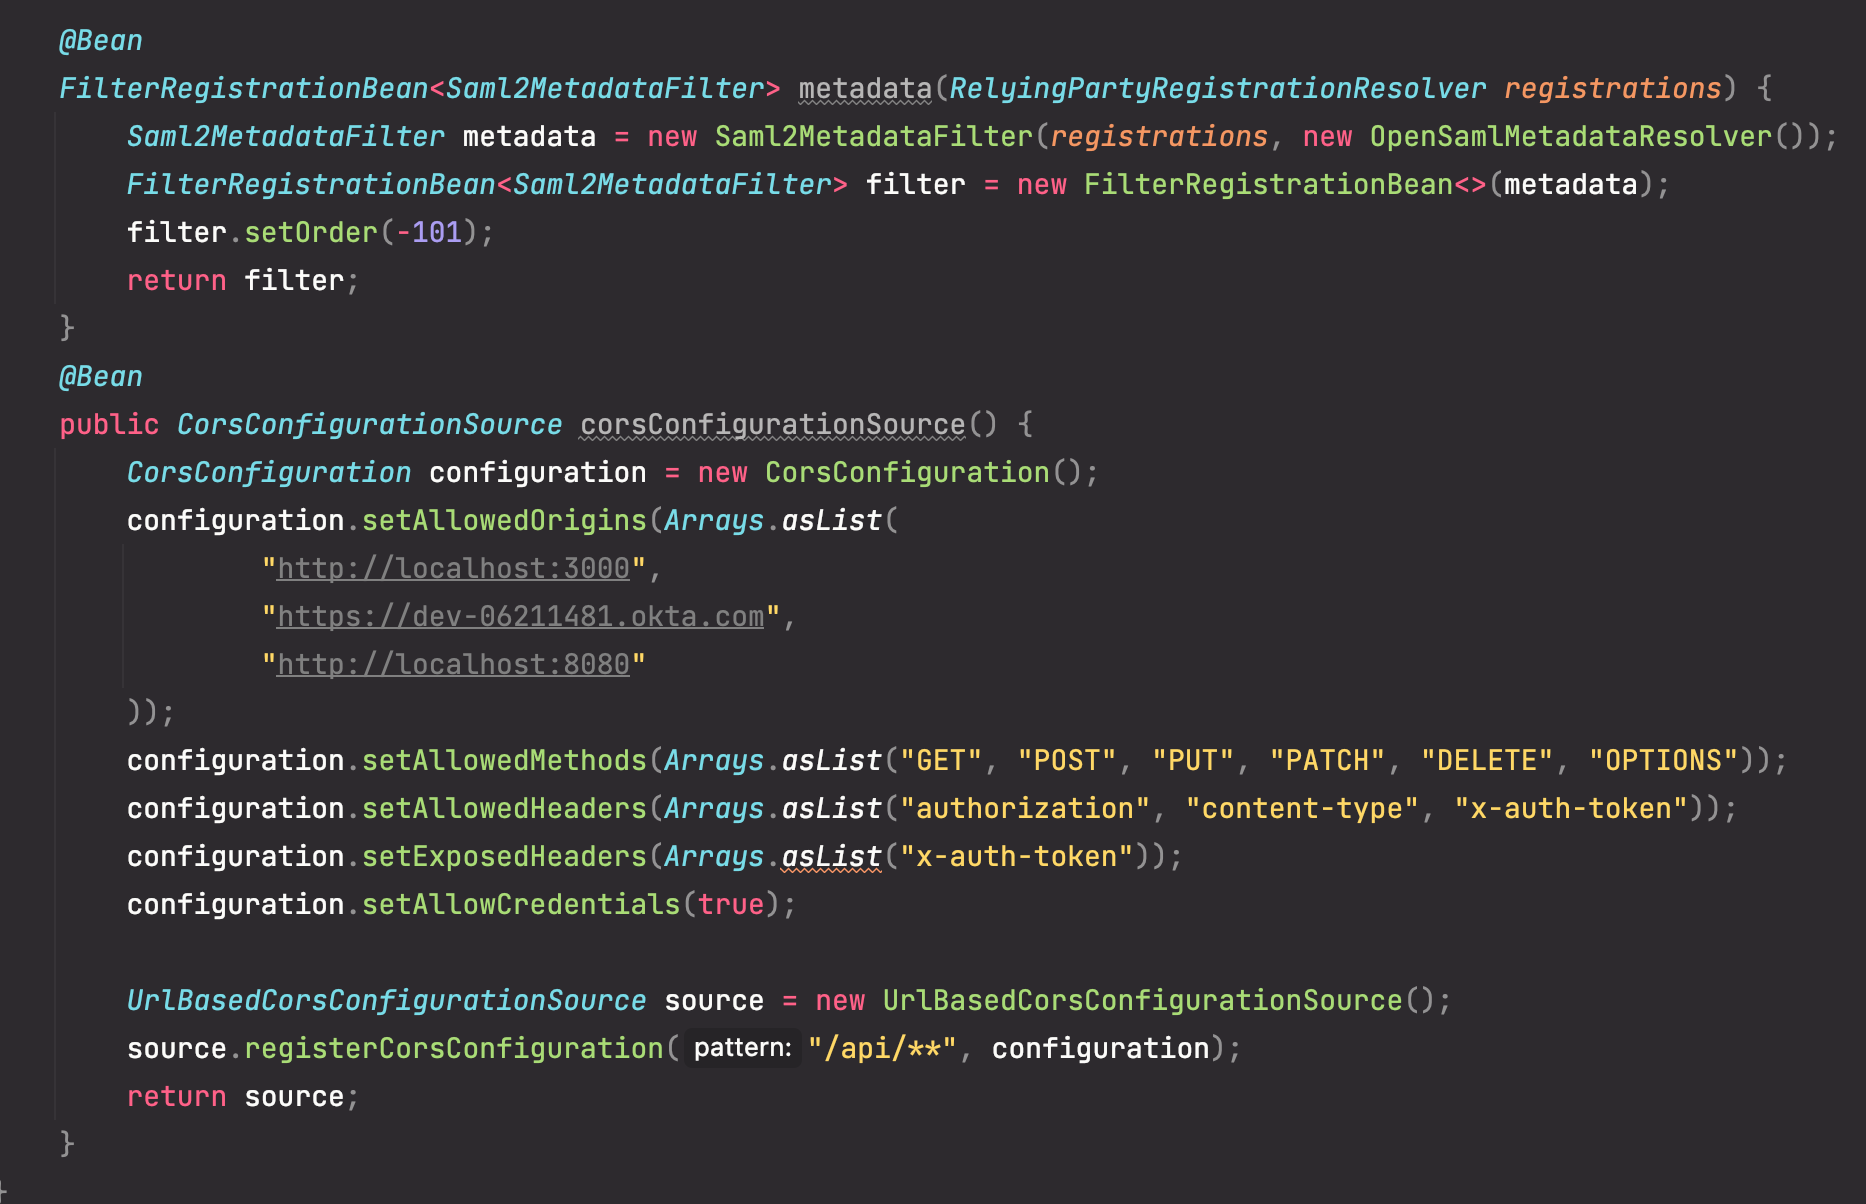 @Bean
FilterRegistrationBean<Saml2MetadataFilter> metadata(RelyingPartyRegistrationResolver registrations) {
    Saml2MetadataFilter metadata = new Saml2MetadataFilter(registrations, new OpenSamlMetadataResolver());
    FilterRegistrationBean<Saml2MetadataFilter> filter = new FilterRegistrationBean<>(metadata);
    filter.setOrder(-101);
    return filter;
}
@Bean
public CorsConfigurationSource corsConfigurationSource() {
    CorsConfiguration configuration = new CorsConfiguration();
    configuration.setAllowedOrigins(Arrays.asList(
            "http://localhost:3000",
            "https://dev-06211481.okta.com",
            "http://localhost:8080"
    ));
    configuration.setAllowedMethods(Arrays.asList("GET", "POST", "PUT", "PATCH", "DELETE", "OPTIONS"));
    configuration.setAllowedHeaders(Arrays.asList("authorization", "content-type", "x-auth-token"));
    configuration.setExposedHeaders(Arrays.asList("x-auth-token"));
    configuration.setAllowCredentials(true);

    UrlBasedCorsConfigurationSource source = new UrlBasedCorsConfigurationSource();
    source.registerCorsConfiguration( pattern: "/api/**", configuration);
    return source;
}